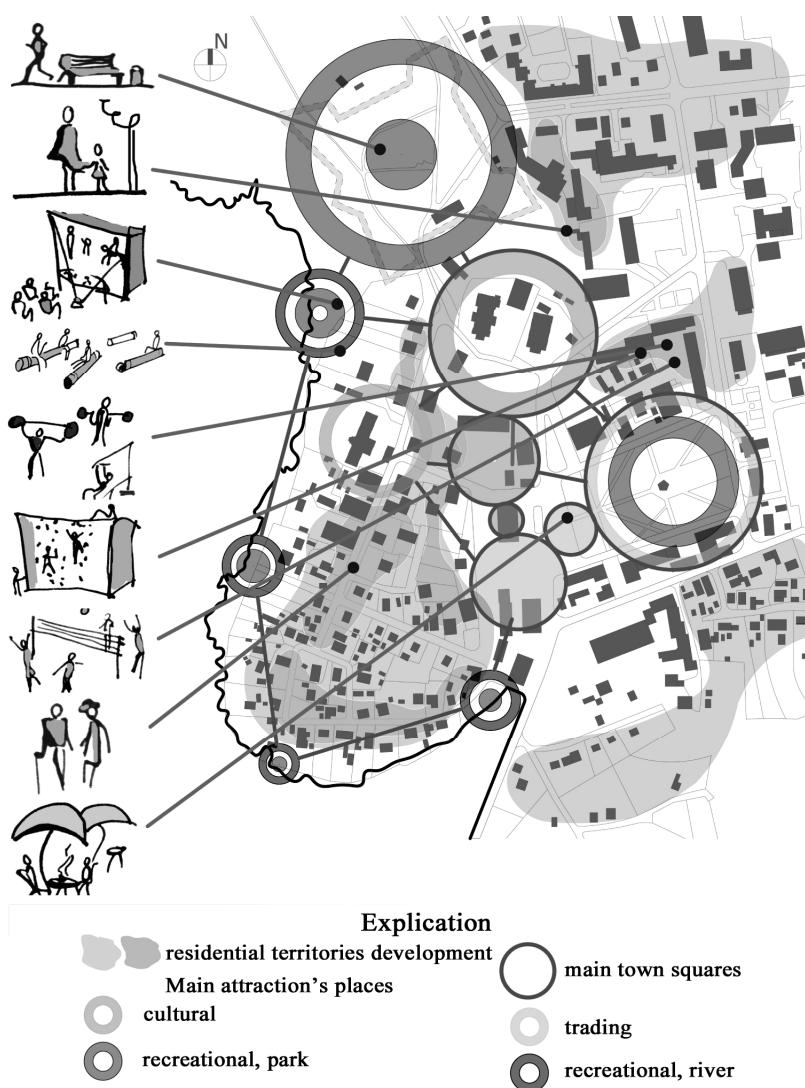 N
Explication
residential territories development
Main attraction's places
cultural
recreational, park
main town squares
trading
recreational, river